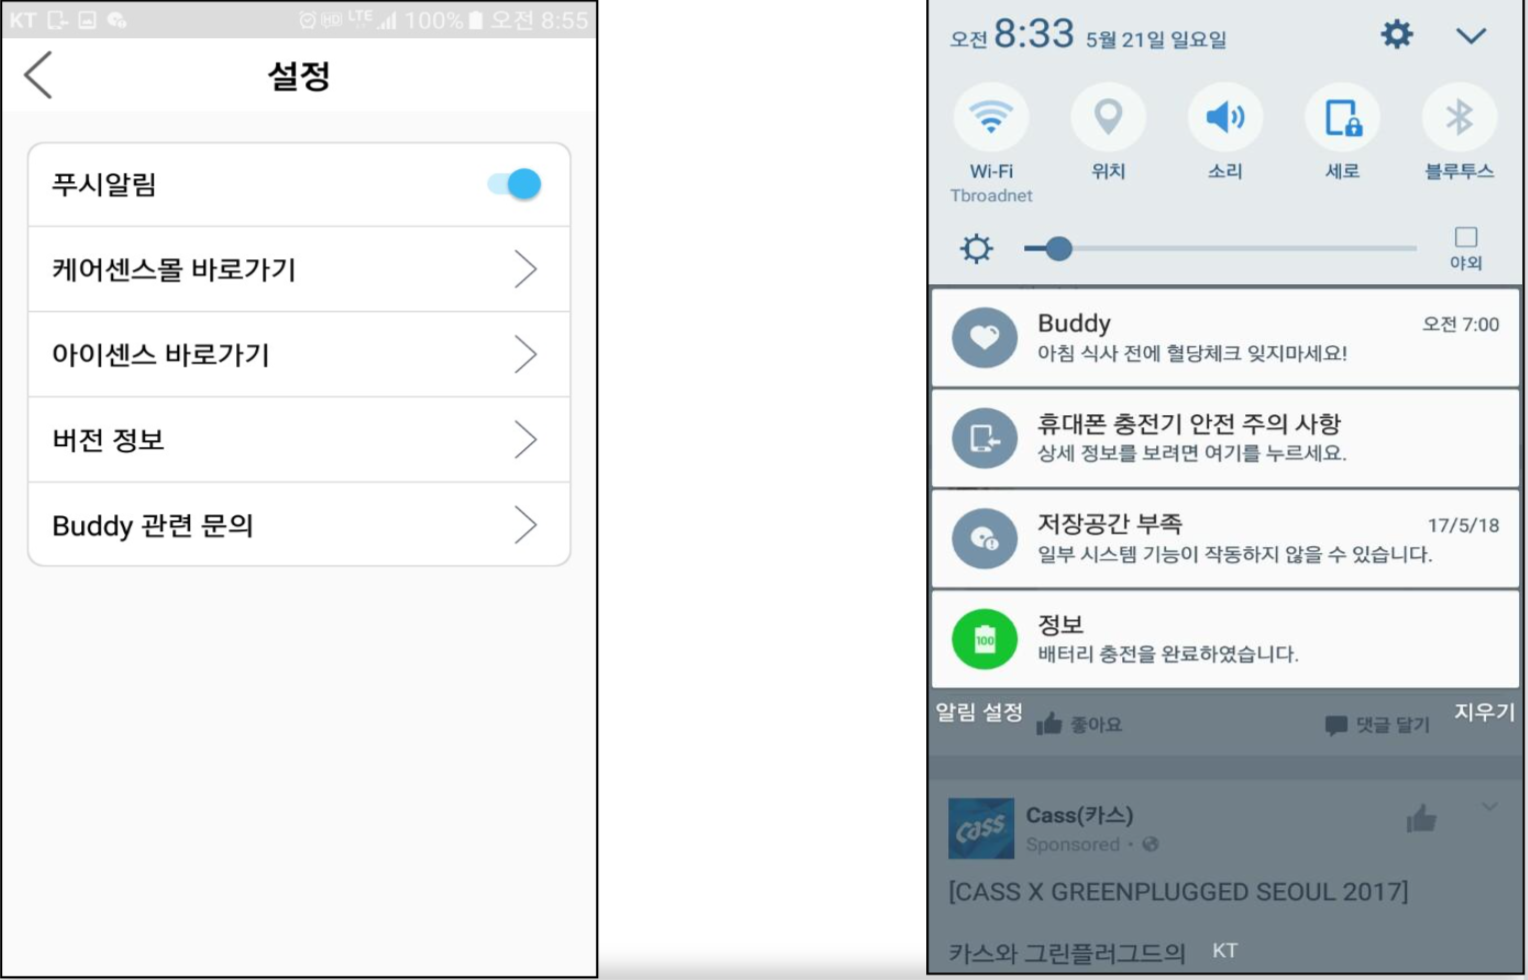 KT HD LTE 100% 오전 8:55
설정
푸시알림
케어센스몰 바로가기
아이센스 바로가기
버전 정보
Buddy 관련 문의
오전 8:33 5월 21일 일요일
Wi-Fi 위치 소리 세로 블루투스
Tbroadnet
야외
Buddy 오전 7:00
아침 식사 전에 혈당체크 잊지마세요!
휴대폰 충전기 안전 주의 사항
상세 정보를 보려면 여기를 누르세요.
저장공간 부족 17/5/18
일부 시스템 기능이 작동하지 않을 수 있습니다.
100
정보
배터리 충전을 완료하였습니다.
알림 설정 좋아요 댓글 달기 지우기
cass
Cass(카스)
Sponsored •
[CASS X GREENPLUGGED SEOUL 2017]
카스와 그린플러그드의 KT